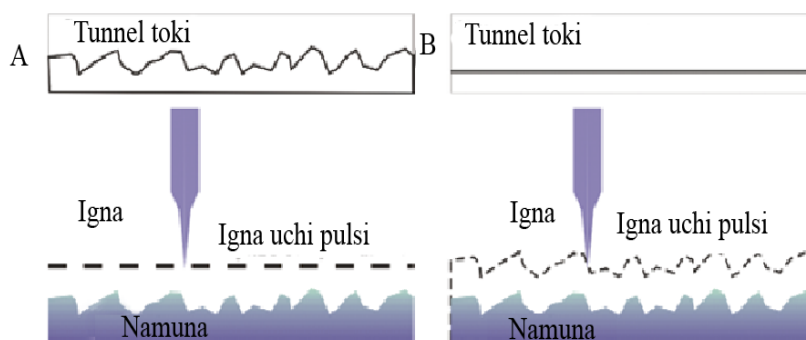 A
Tunnel toki
Igna
Igna uchi pulsi
Namuna
B
Tunnel toki
Igna
Igna uchi pulsi
Namuna